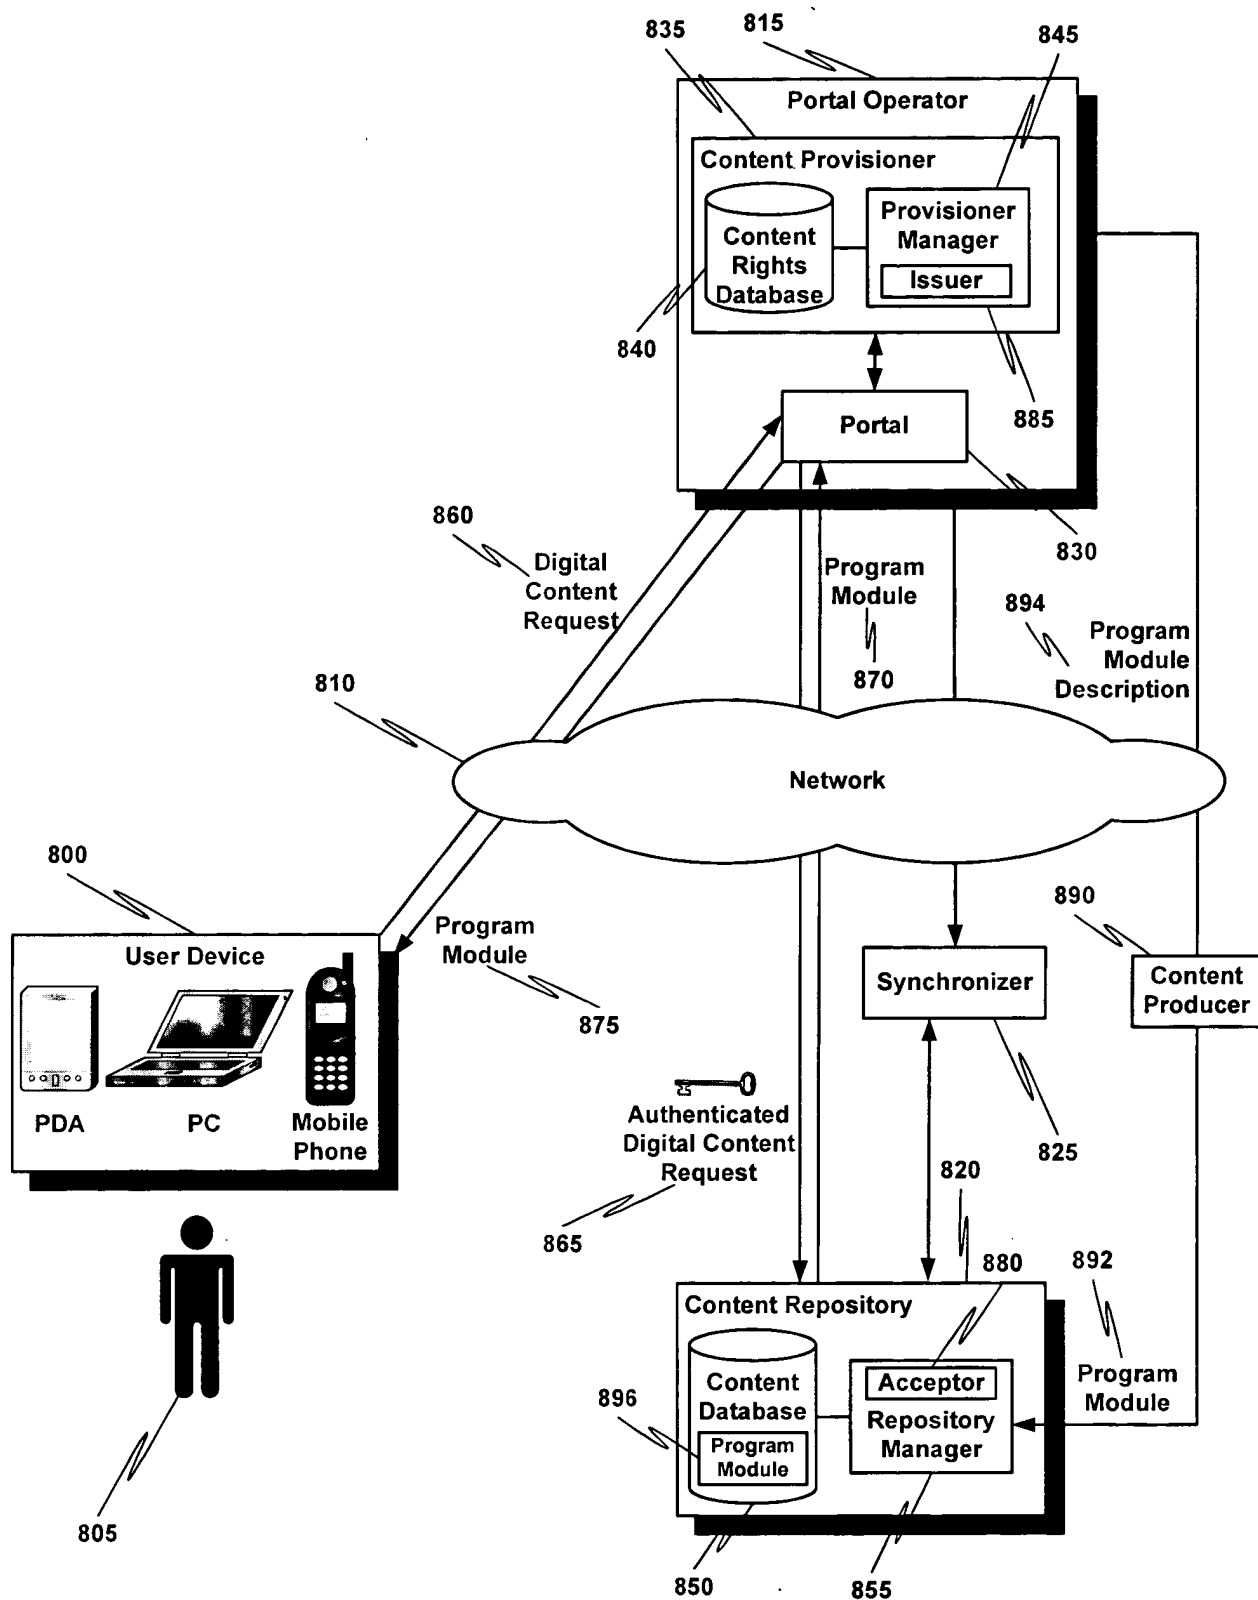 815
835
845
Portal Operator
Content Provisioner
Provisioner
Manager
Issuer
Content
Rights
Database
840
885
Portal
830
860
Digital
Content
Request
Program
Module
870
894
Program
Module
Description
810
Network
800
User Device
PDA
PC
Mobile
Phone
Program
Module
875
890
Content
Producer
Synchronizer
825
Authenticated
Digital Content
Request
865
820
880
892
Program
Module
Content Repository
Content
Database
Program
Module
896
Acceptor
Repository
Manager
805
850
855